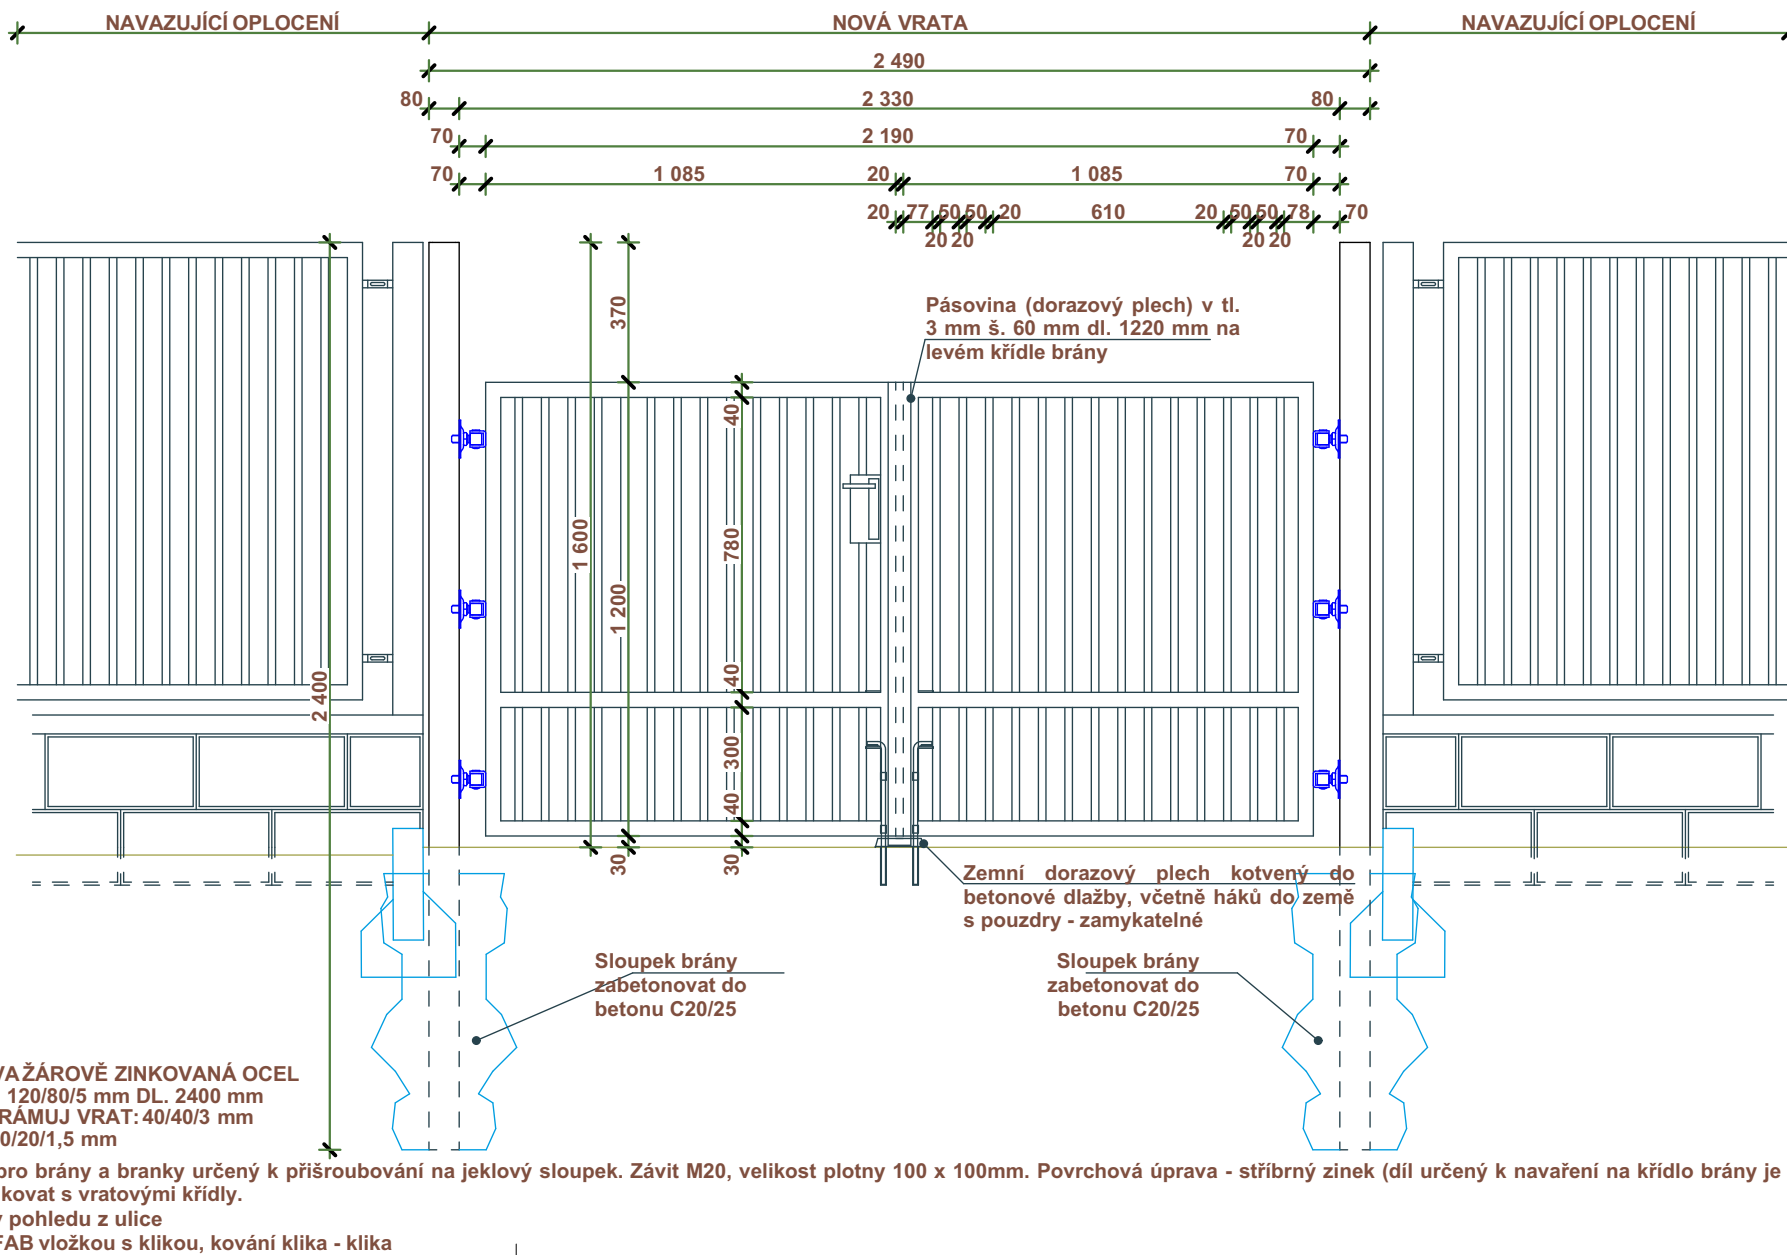 NAVAZUJÍCÍ OPLOCENÍ NOVÁ VRATA NAVAZUJÍCÍ OPLOCENÍ
2 490
80 2 330 80
70 2 190 70
70 1 085 20 1 085 70
20 77 50 50 20 610 20 50 50 78 70
20 20 20 20
370
1 600
1 200
2 400
40
780
40
300
40
30
30
Pásovina (dorazový plech) v tl.
3 mm š. 60 mm dl. 1220 mm na
levém křídle brány
Zemní dorazový plech kotvený do
betonové dlažby, včetně háků do země
s pouzdry - zamykatelné
Sloupek brány
zabetonovat do
betonu C20/25
Sloupek brány
zabetonovat do
betonu C20/25
VA ŽÁROVĚ ZINKOVANÁ OCEL
120/80/5 mm DL. 2400 mm
RÁMUJ VRAT: 40/40/3 mm
0/20/1,5 mm
pro brány a branky určený k přišroubování na jeklový sloupek. Závit M20, velikost plotny 100 x 100mm. Povrchová úprava - stříbrný zinek (díl určený k navaření na křídlo brány je
kovat s vratovými křídly.
v pohledu z ulice
FAB vložkou s klikou, kování klika - klika